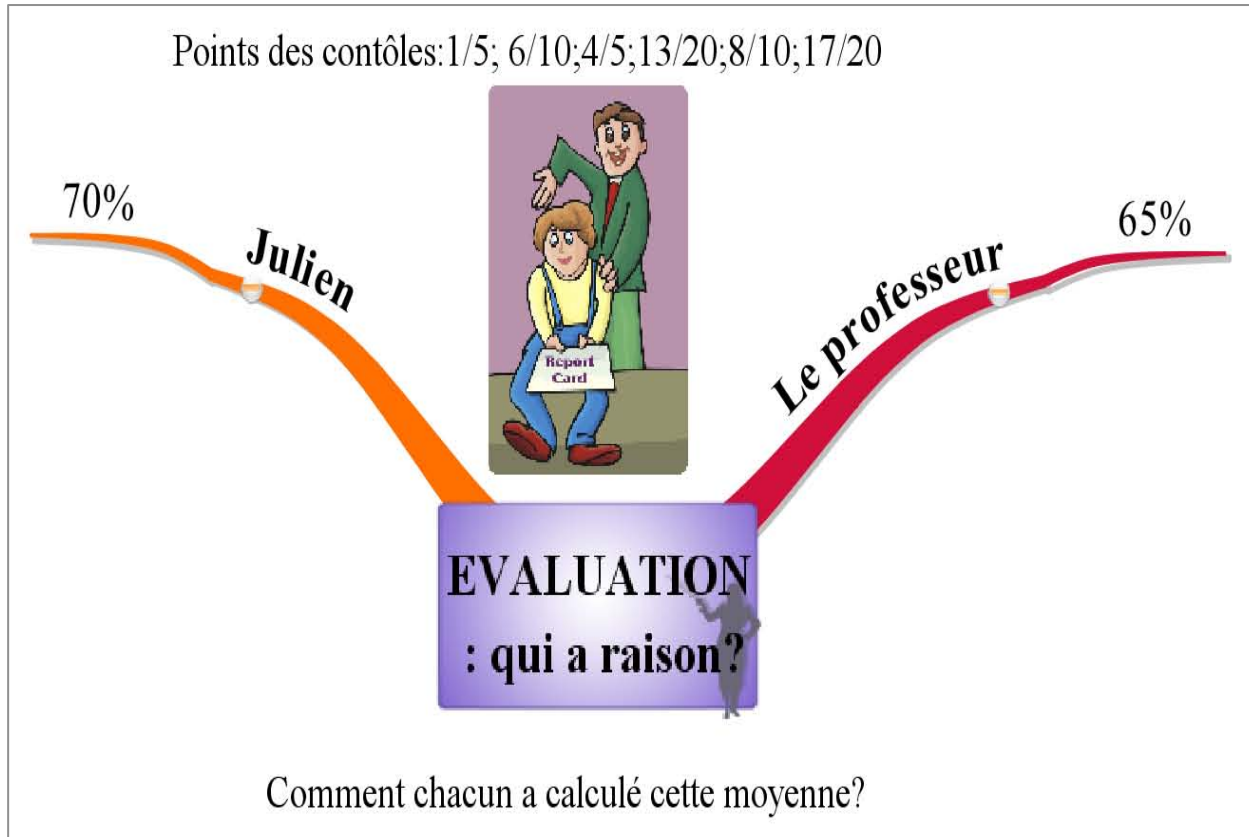 Points des contôles:1/5; 6/10;4/5;13/20;8/10;17/20
70%
Julien
Report
Card
Le professeur
65%
EVALUATION
: qui a raison?
Comment chacun a calculé cette moyenne?